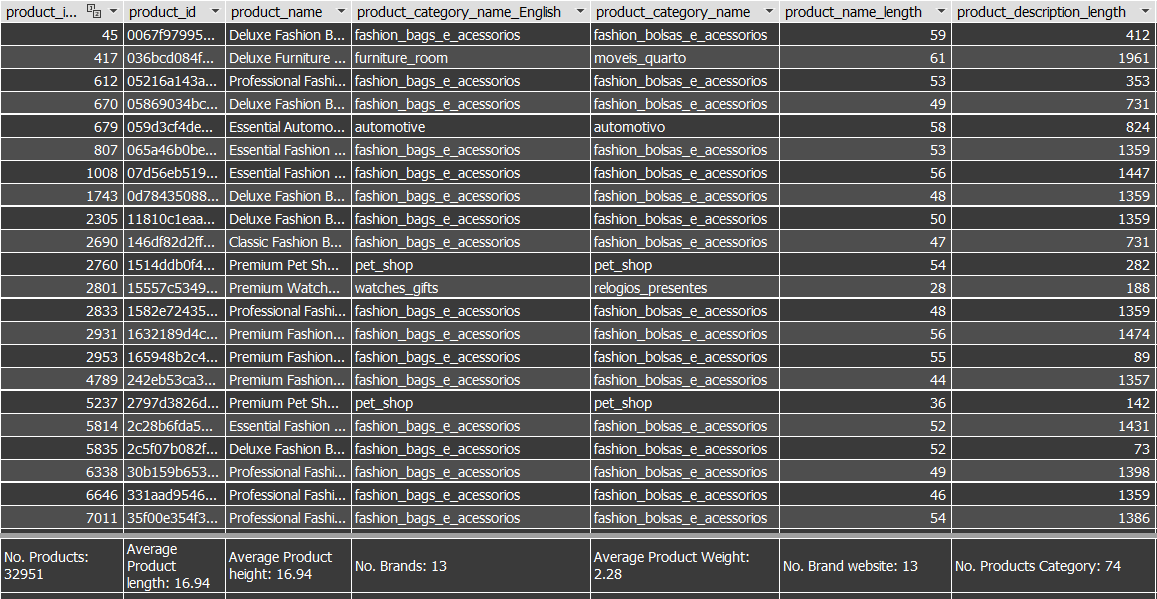 product_i... product_id product_name product_category_name_English product_category_name product_name_length product_description_length
45 0067f97995... Deluxe Fashion B... fashion_bags_e_acessorios fashion_bolsas_e_acessorios 59 412
417 036bcd084f... Deluxe Furniture ... furniture_room moveis_quarto 61 1961
612 05216a143a... Professional Fashi... fashion_bags_e_acessorios fashion_bolsas_e_acessorios 53 353
670 05869034bc... Deluxe Fashion B... fashion_bags_e_acessorios fashion_bolsas_e_acessorios 49 731
679 059d3cf4de... Essential Automo... automotive automotivo 58 824
807 065a46b0be... Essential Fashion ... fashion_bags_e_acessorios fashion_bolsas_e_acessorios 53 1359
1008 07d56eb519... Essential Fashion ... fashion_bags_e_acessorios fashion_bolsas_e_acessorios 56 1447
1743 0d78435088... Deluxe Fashion B... fashion_bags_e_acessorios fashion_bolsas_e_acessorios 48 1359
2305 11810c1eaa... Deluxe Fashion B... fashion_bags_e_acessorios fashion_bolsas_e_acessorios 50 1359
2690 146df82d2ff... Classic Fashion B... fashion_bags_e_acessorios fashion_bolsas_e_acessorios 47 731
2760 1514ddb0f4... Premium Pet Sh... pet_shop pet_shop 54 282
2801 15557c5349... Premium Watch... watches_gifts relogios_presentes 28 188
2833 1582e72435... Professional Fashi... fashion_bags_e_acessorios fashion_bolsas_e_acessorios 48 1359
2931 1632189d4c... Premium Fashion... fashion_bags_e_acessorios fashion_bolsas_e_acessorios 56 1474
2953 165948b2c4... Premium Fashion... fashion_bags_e_acessorios fashion_bolsas_e_acessorios 55 89
4789 242eb53ca3... Premium Fashion... fashion_bags_e_acessorios fashion_bolsas_e_acessorios 44 1357
5237 2797d3826d... Premium Pet Sh... pet_shop pet_shop 36 142
5814 2c28b6fda5... Essential Fashion ... fashion_bags_e_acessorios fashion_bolsas_e_acessorios 52 1431
5835 2c5f07b082f... Deluxe Fashion B... fashion_bags_e_acessorios fashion_bolsas_e_acessorios 52 73
6338 30b159b653... Professional Fashi... fashion_bags_e_acessorios fashion_bolsas_e_acessorios 49 1398
6646 331aad9546... Professional Fashi... fashion_bags_e_acessorios fashion_bolsas_e_acessorios 46 1359
7011 35f00e354f3... Professional Fashi... fashion_bags_e_acessorios fashion_bolsas_e_acessorios 54 1386
No. Products:
32951
Average
Product
length: 16.94
Average Product
height: 16.94
No. Brands: 13
Average Product Weight:
2.28
No. Brand website: 13
No. Products Category: 74